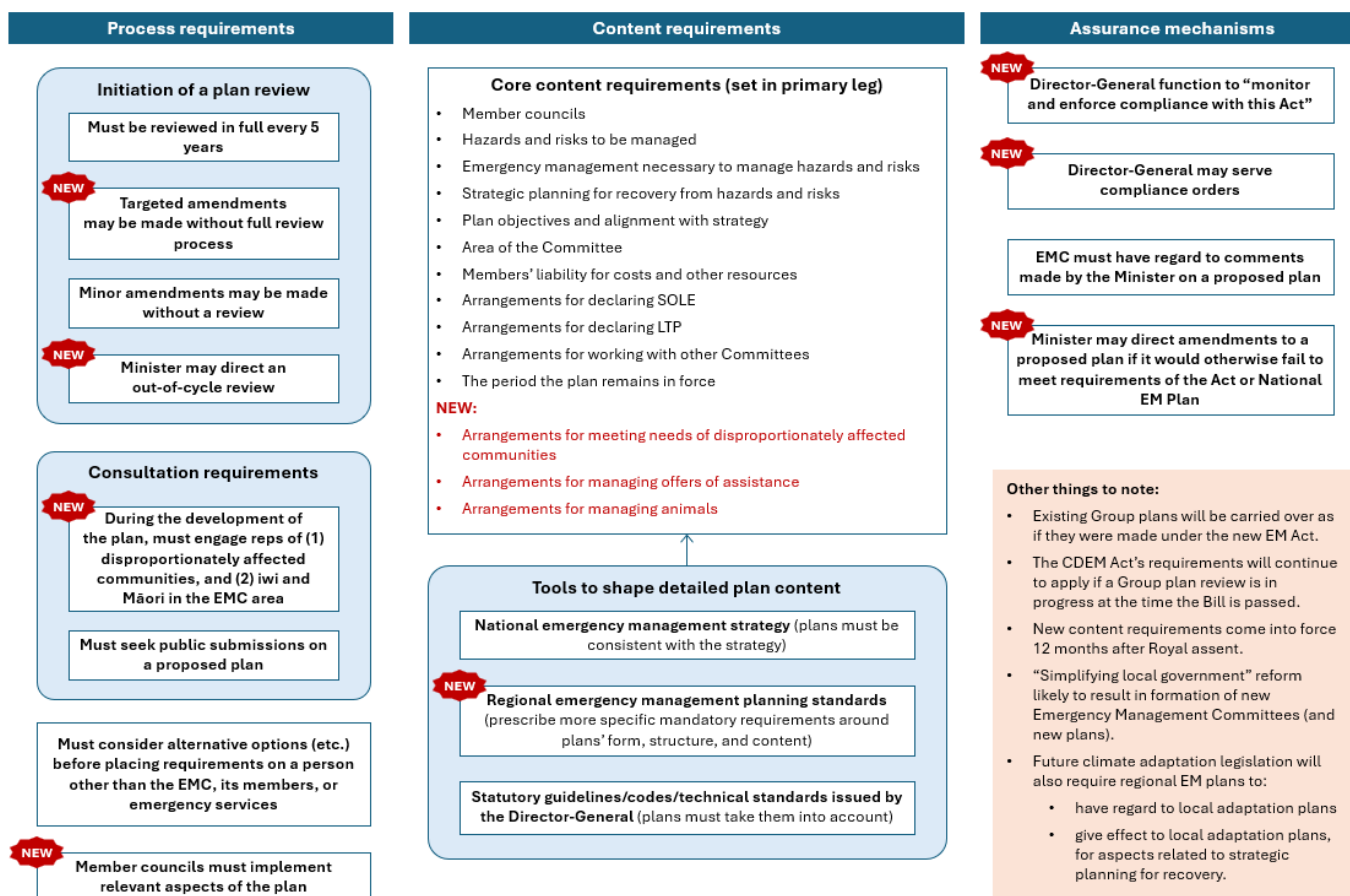 Process requirements
Initiation of a plan review
Must be reviewed in full every 5
years
NEW
Targeted amendments
may be made without full review
process
Minor amendments may be made
without a review
NEW
Minister may direct an
out-of-cycle review
Consultation requirements
NEW
During the development of
the plan, must engage reps of (1)
disproportionately affected
communities, and (2) iwi and
Māori in the EMC area
Must seek public submissions on
a proposed plan
Must consider alternative options (etc.)
before placing requirements on a person
other than the EMC, its members, or
emergency services
NEW
Member councils must implement
relevant aspects of the plan
Content requirements
Core content requirements (set in primary leg)
• Member councils
• Hazards and risks to be managed
• Emergency management necessary to manage hazards and risks
• Strategic planning for recovery from hazards and risks
• Plan objectives and alignment with strategy
• Area of the Committee
• Members' liability for costs and other resources
• Arrangements for declaring SOLE
• Arrangements for declaring LTP
• Arrangements for working with other Committees
• The period the plan remains in force
NEW:
• Arrangements for meeting needs of disproportionately affected
communities
• Arrangements for managing offers of assistance
• Arrangements for managing animals
Tools to shape detailed plan content
National emergency management strategy (plans must be
consistent with the strategy)
NEW
Regional emergency management planning standards
(prescribe more specific mandatory requirements around
plans' form, structure, and content)
Statutory guidelines/codes/technical standards issued by
the Director-General (plans must take them into account)
Assurance mechanisms
NEW
Director-General function to "monitor
and enforce compliance with this Act"
NEW
Director-General may serve
compliance orders
EMC must have regard to comments
made by the Minister on a proposed plan
NEW
Minister may direct amendments to a
proposed plan if it would otherwise fail to
meet requirements of the Act or National
EM Plan
Other things to note:
• Existing Group plans will be carried over as
if they were made under the new EM Act.
• The CDEM Act's requirements will continue
to apply if a Group plan review is in
progress at the time the Bill is passed.
• New content requirements come into force
12 months after Royal assent.
• "Simplifying local government" reform
likely to result in formation of new
Emergency Management Committees (and
new plans).
• Future climate adaptation legislation will
also require regional EM plans to:
• have regard to local adaptation plans
• give effect to local adaptation plans,
for aspects related to strategic
planning for recovery.